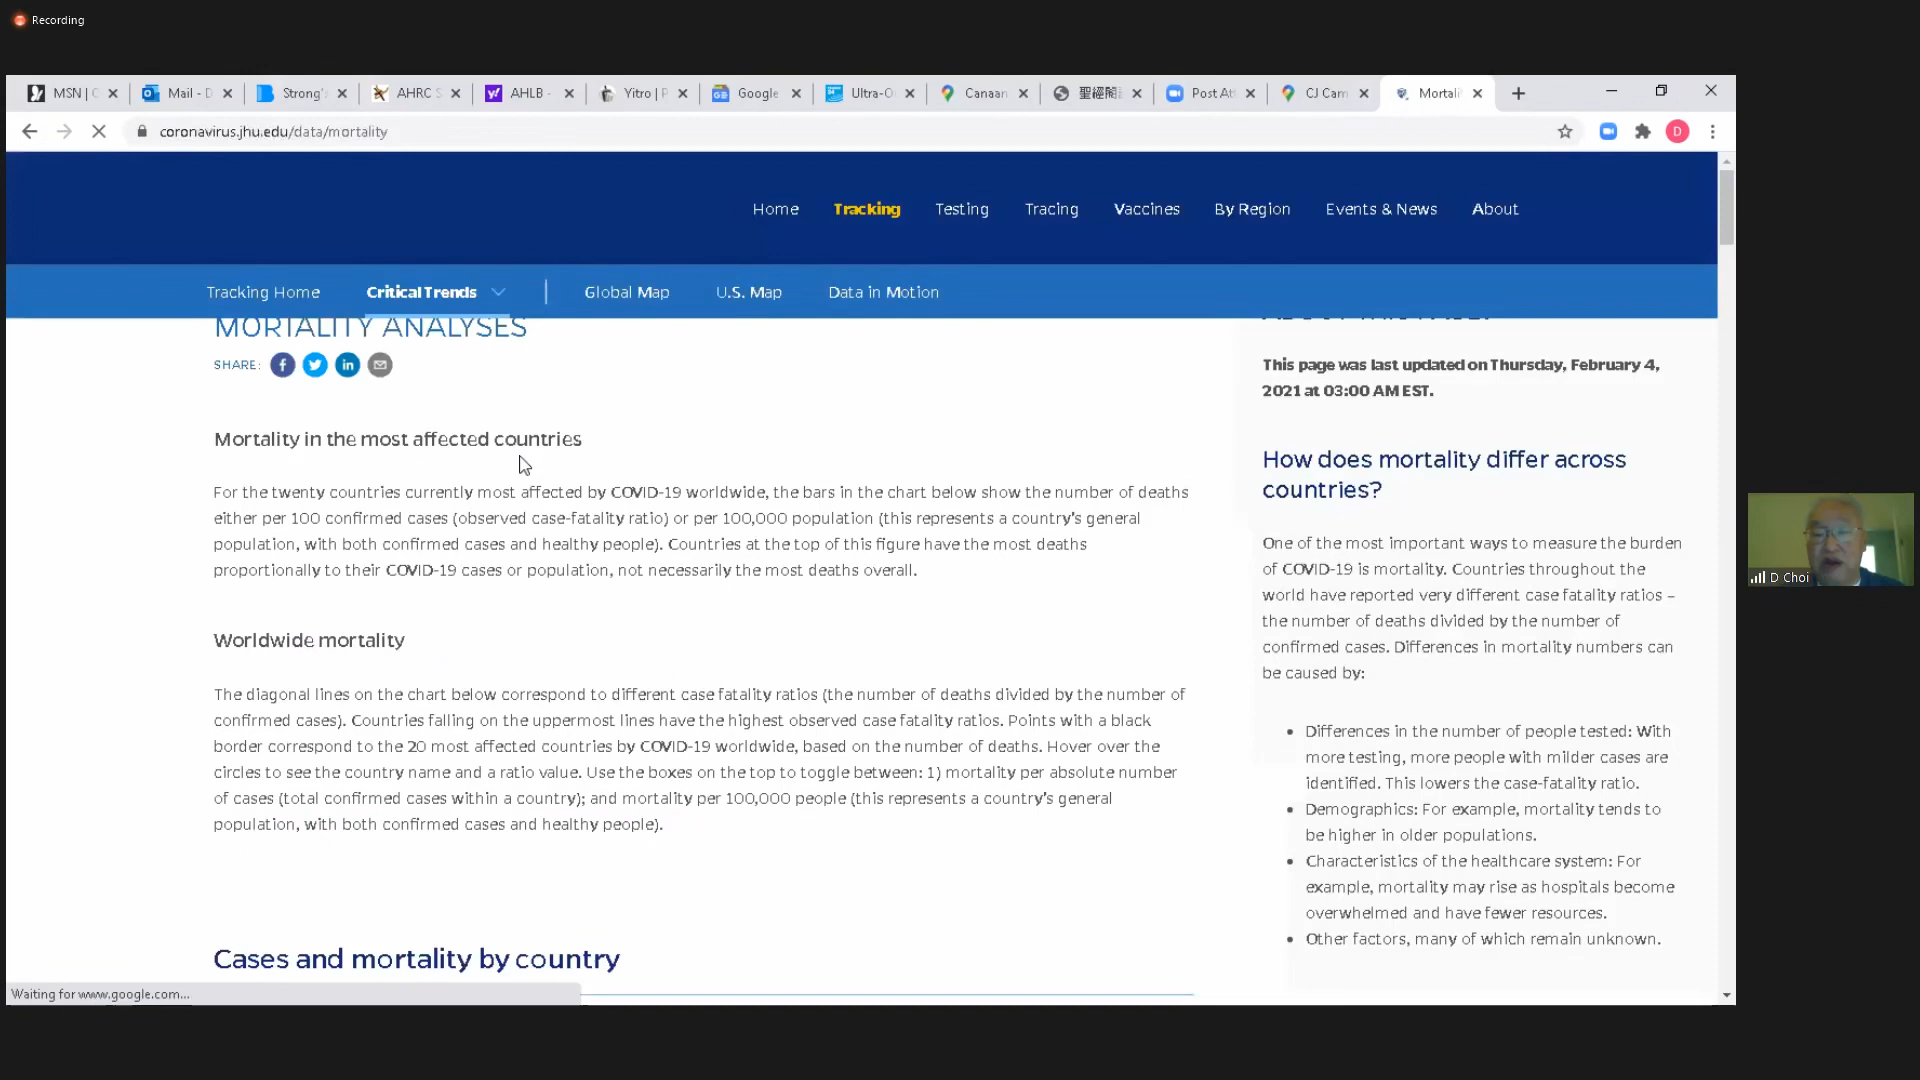 Recording
MSN | C
Mail - D
Strong's
AHRC S
AHLB -
Yitro | P
Google
Ultra-O
Canaan
Post Att
CJ Cam
Mortali
coronavirus.jhu.edu/data/mortality
D
Home Tracking Testing Tracing Vaccines By Region Events & News About
Tracking Home Critical Trends Global Map U.S. Map Data in Motion
MORTALITY ANALYSES
SHARE:
Mortality in the most affected countries
For the twenty countries currently most affected by COVID-19 worldwide, the bars in the chart below show the number of deaths
either per 100 confirmed cases (observed case-fatality ratio) or per 100,000 population (this represents a country's general
population, with both confirmed cases and healthy people). Countries at the top of this figure have the most deaths
proportionally to their COVID-19 cases or population, not necessarily the most deaths overall.
Worldwide mortality
The diagonal lines on the chart below correspond to different case fatality ratios (the number of deaths divided by the number of
confirmed cases). Countries falling on the uppermost lines have the highest observed case fatality ratios. Points with a black
border correspond to the 20 most affected countries by COVID-19 worldwide, based on the number of deaths. Hover over the
circles to see the country name and a ratio value. Use the boxes on the top to toggle between: 1) mortality per absolute number
of cases (total confirmed cases within a country); and mortality per 100,000 people (this represents a country's general
population, with both confirmed cases and healthy people).
Cases and mortality by country
This page was last updated on Thursday, February 4,
2021 at 03:00 AM EST.
How does mortality differ across
countries?
One of the most important ways to measure the burden
of COVID-19 is mortality. Countries throughout the
world have reported very different case fatality ratios –
the number of deaths divided by the number of
confirmed cases. Differences in mortality numbers can
be caused by:
• Differences in the number of people tested: With
more testing, more people with milder cases are
identified. This lowers the case-fatality ratio.
• Demographics: For example, mortality tends to
be higher in older populations.
• Characteristics of the healthcare system: For
example, mortality may rise as hospitals become
overwhelmed and have fewer resources.
• Other factors, many of which remain unknown.
Waiting for www.google.com...
D Choi